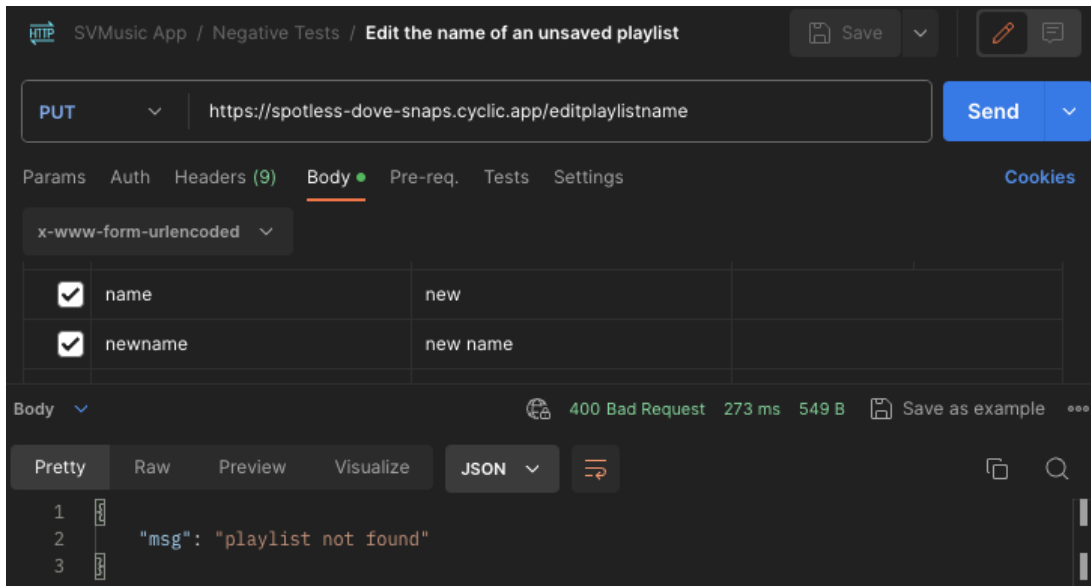 HTTP SVMusic App / Negative Tests / Edit the name of an unsaved playlist Save
PUT https://spotless-dove-snaps.cyclic.app/editplaylistname Send
Params Auth Headers (9) Body Pre-req. Tests Settings Cookies
x-www-form-urlencoded
name new
newname new name
Body 400 Bad Request 273 ms 549 B Save as example
Pretty Raw Preview Visualize JSON
1 {
2 "msg": "playlist not found"
3 }